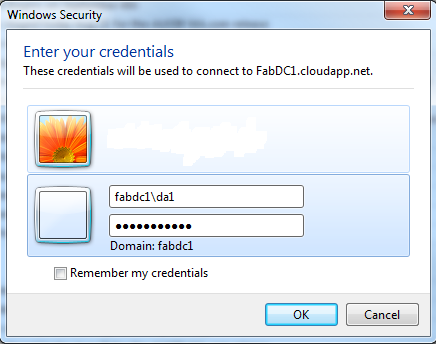 Windows Security
Enter your credentials
These credentials will be used to connect to FabDC1.cloudapp.net.
fabdc1\da1
●●●●●●●●●●●
Domain: fabdc1
Remember my credentials
OK
Cancel